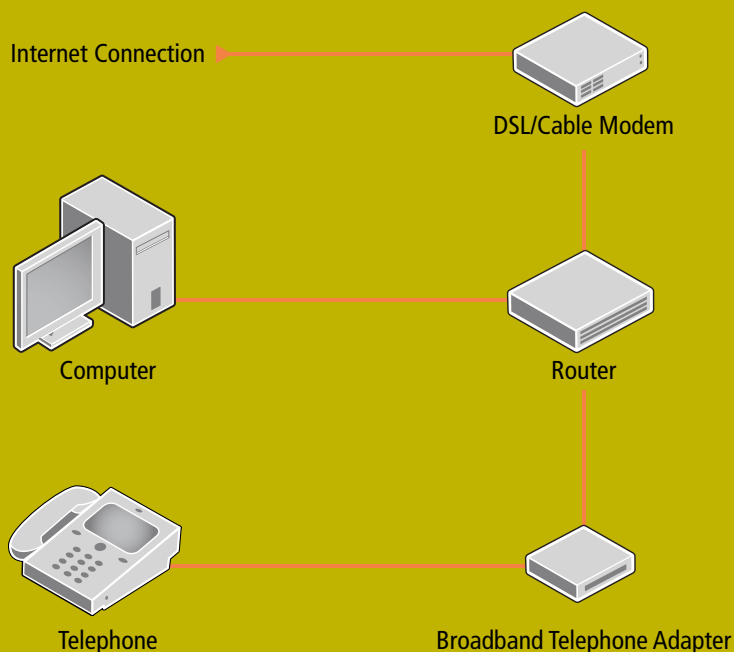 Internet Connection
DSL/Cable Modem
Computer
Router
Telephone
Broadband Telephone Adapter